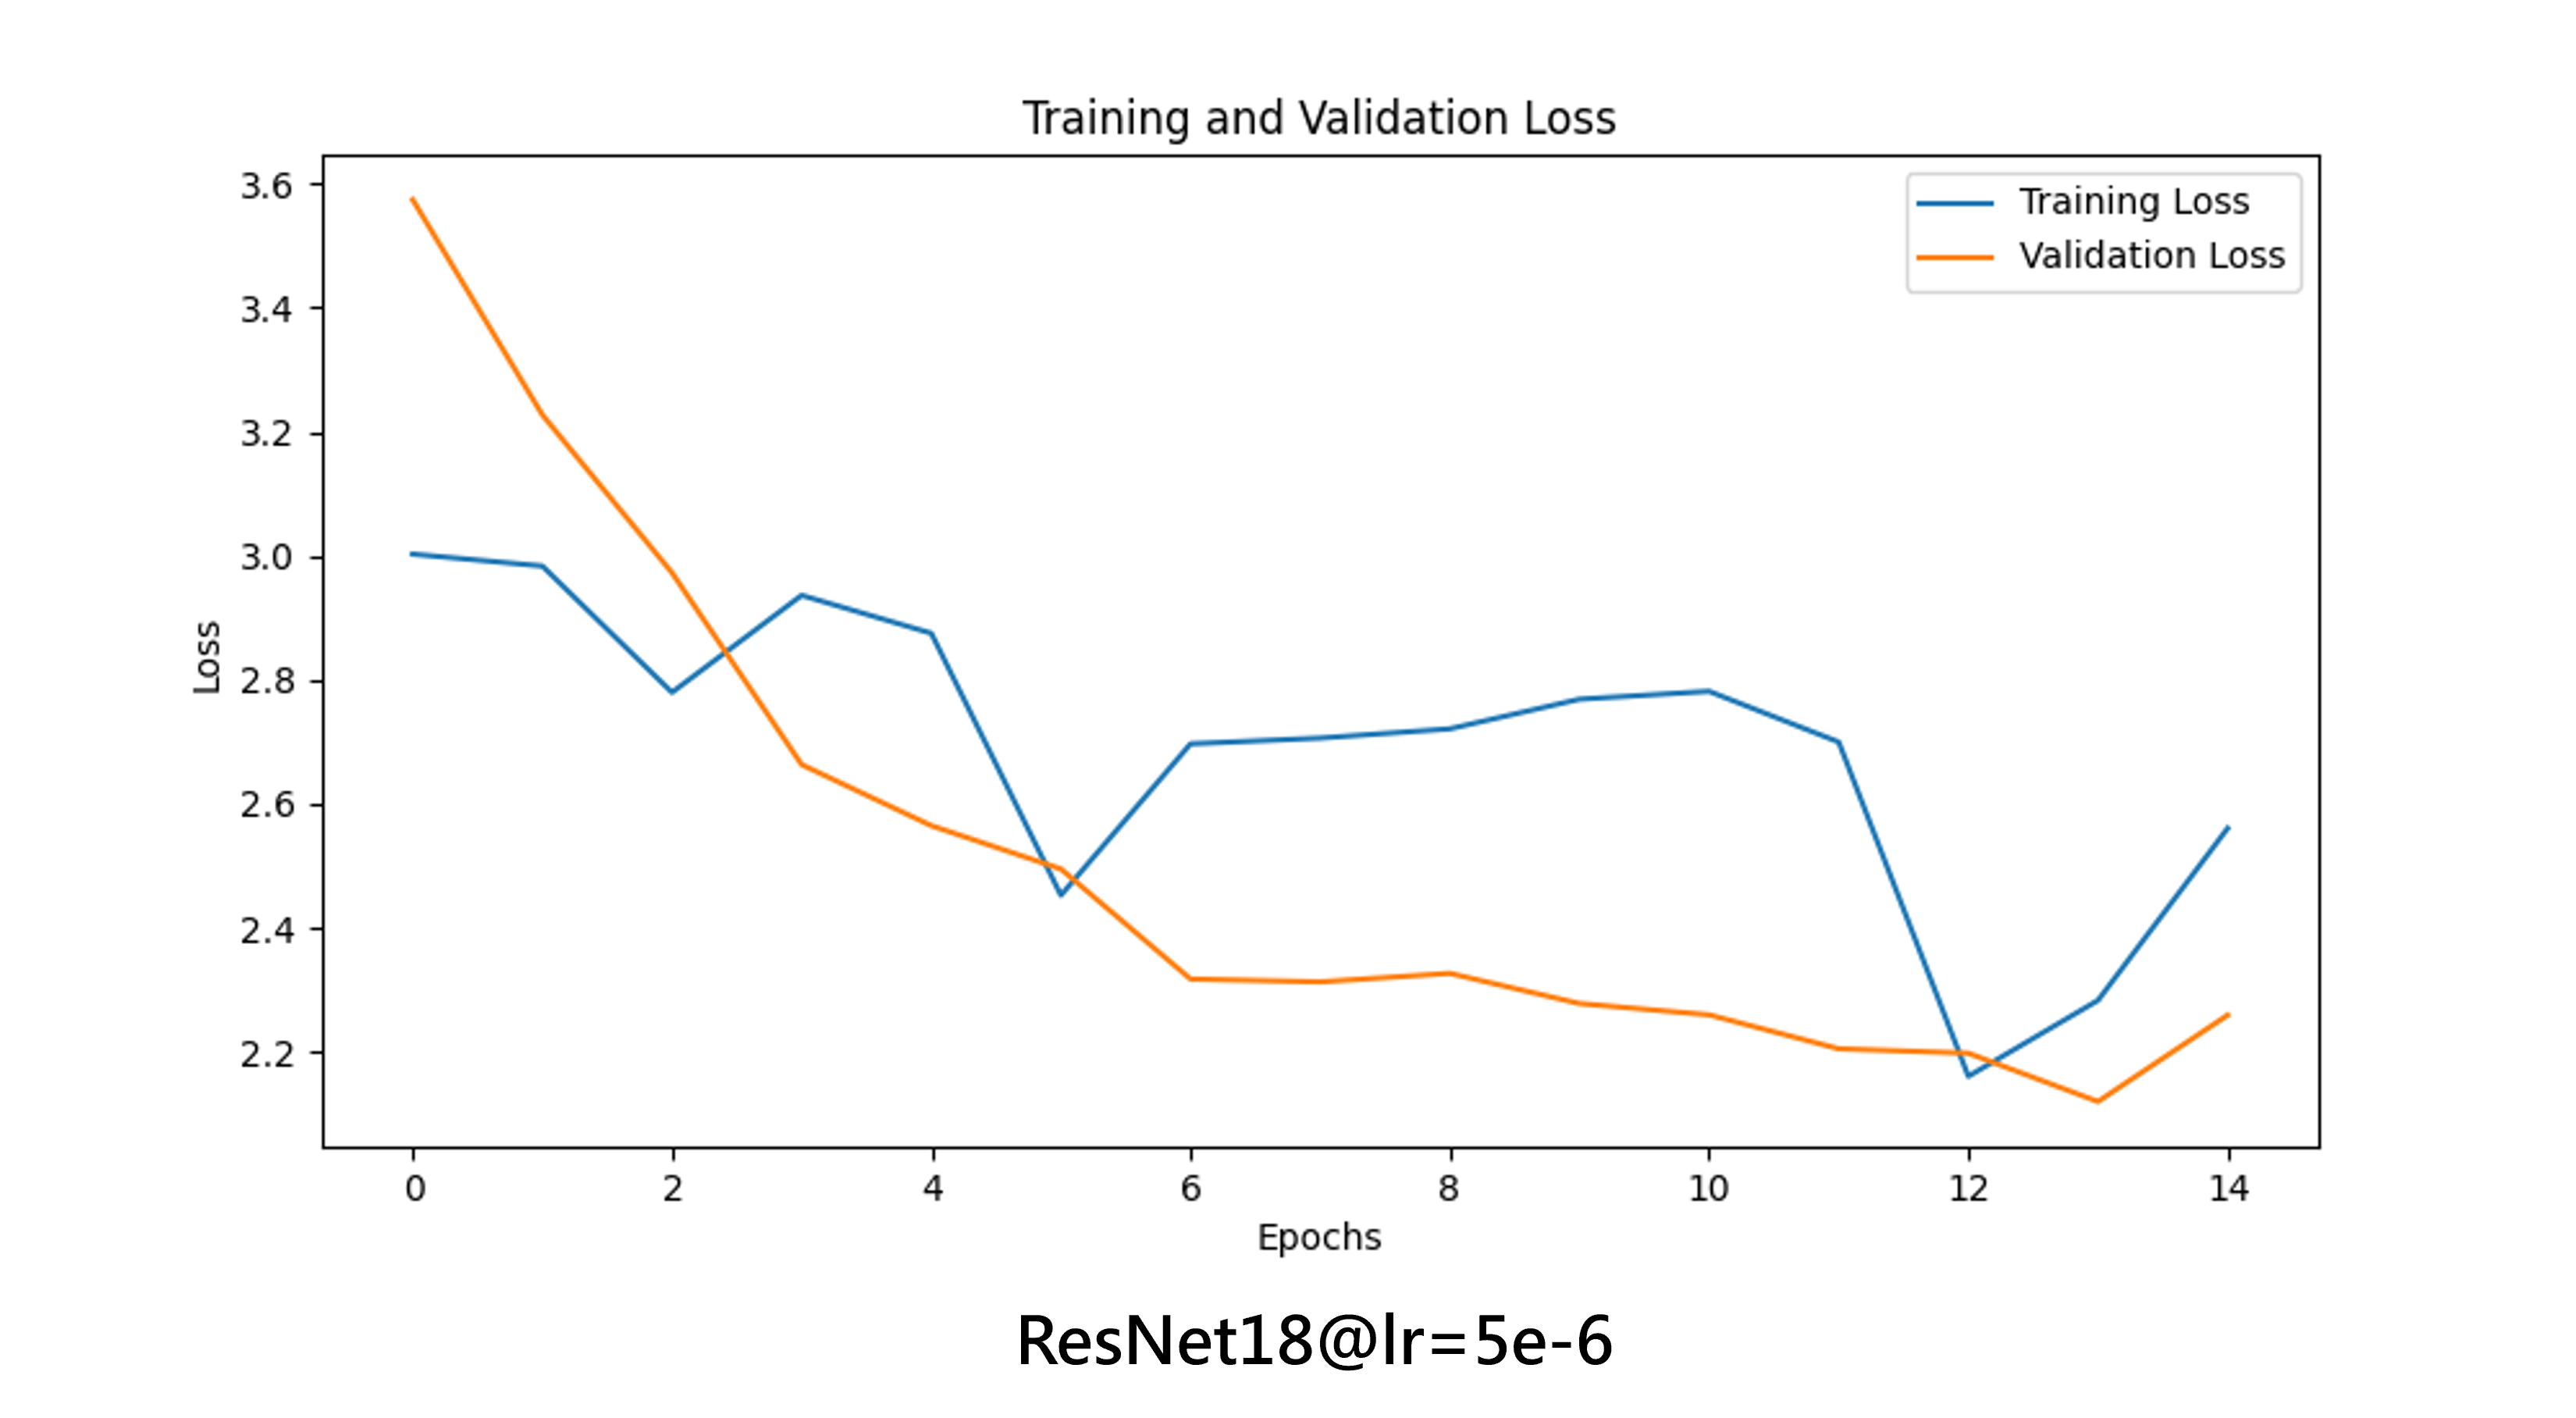 Training and Validation Loss
Training Loss
Validation Loss
3.6
3.4
3.2
3.0
2.8
2.6
2.4
2.2
Loss
0 2 4 6 8 10 12 14
Epochs
ResNet18@lr=5e-6